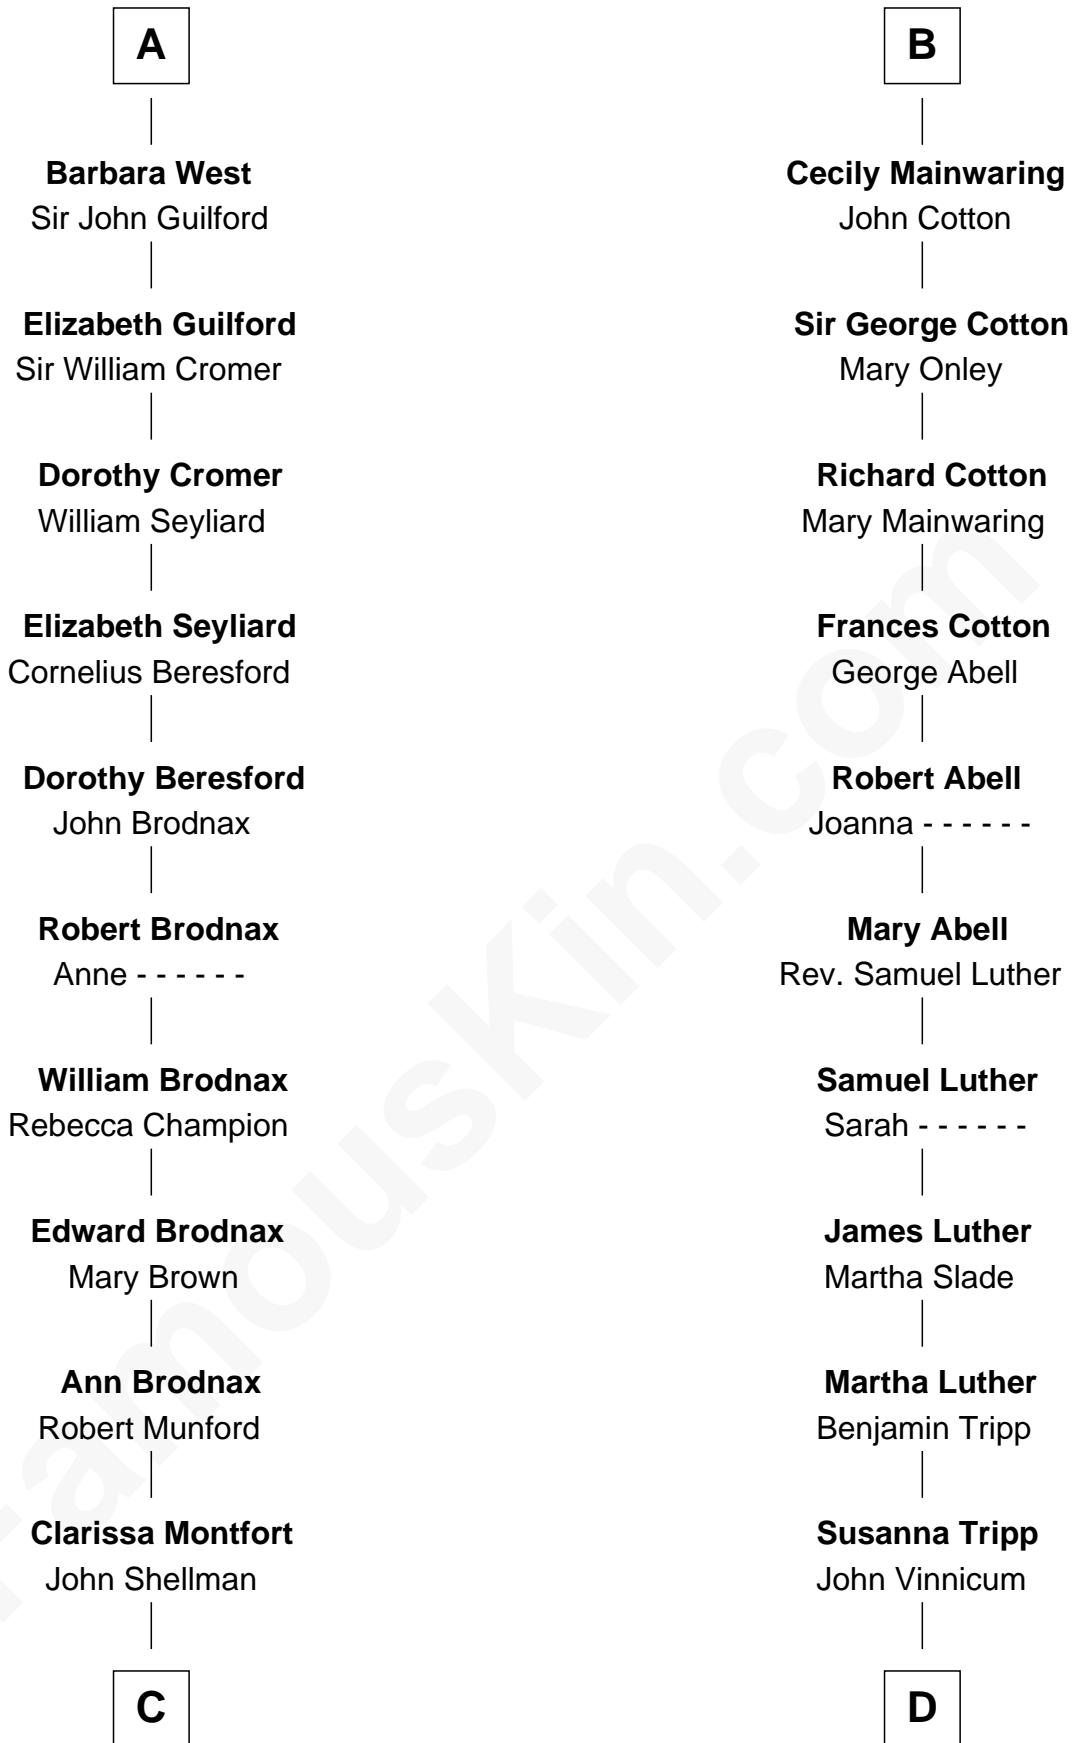 A
Barbara West
Sir John Guilford
Elizabeth Guilford
Sir William Cromer
Dorothy Cromer
William Seyliard
Elizabeth Seyliard
Cornelius Beresford
Dorothy Beresford
John Brodnax
Robert Brodnax
Anne - - - - - -
William Brodnax
Rebecca Champion
Edward Brodnax
Mary Brown
Ann Brodnax
Robert Munford
Clarissa Montfort
John Shellman
C
B
Cecily Mainwaring
John Cotton
Sir George Cotton
Mary Onley
Richard Cotton
Mary Mainwaring
Frances Cotton
George Abell
Robert Abell
Joanna - - - - - -
Mary Abell
Rev. Samuel Luther
Samuel Luther
Sarah - - - - - -
James Luther
Martha Slade
Martha Luther
Benjamin Tripp
Susanna Tripp
John Vinnicum
D
FamousKin.com